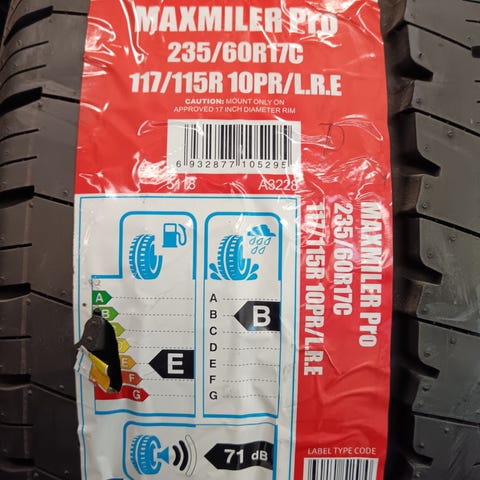 MAXMILER Pro
235/60R17C
117/115R 10PR/L.R.E
CAUTION: MOUNT ONLY ON
APPROVED 17 INCH DIAMETER RIM
6 932877 105295
A3228
MAXMILER Pro
235/60R17C
117/115R 10PR/L.R.E
A
B
E
F
G
E
A
B
C
D
E
F
G
B
71 dB
LABEL TYPE CODE